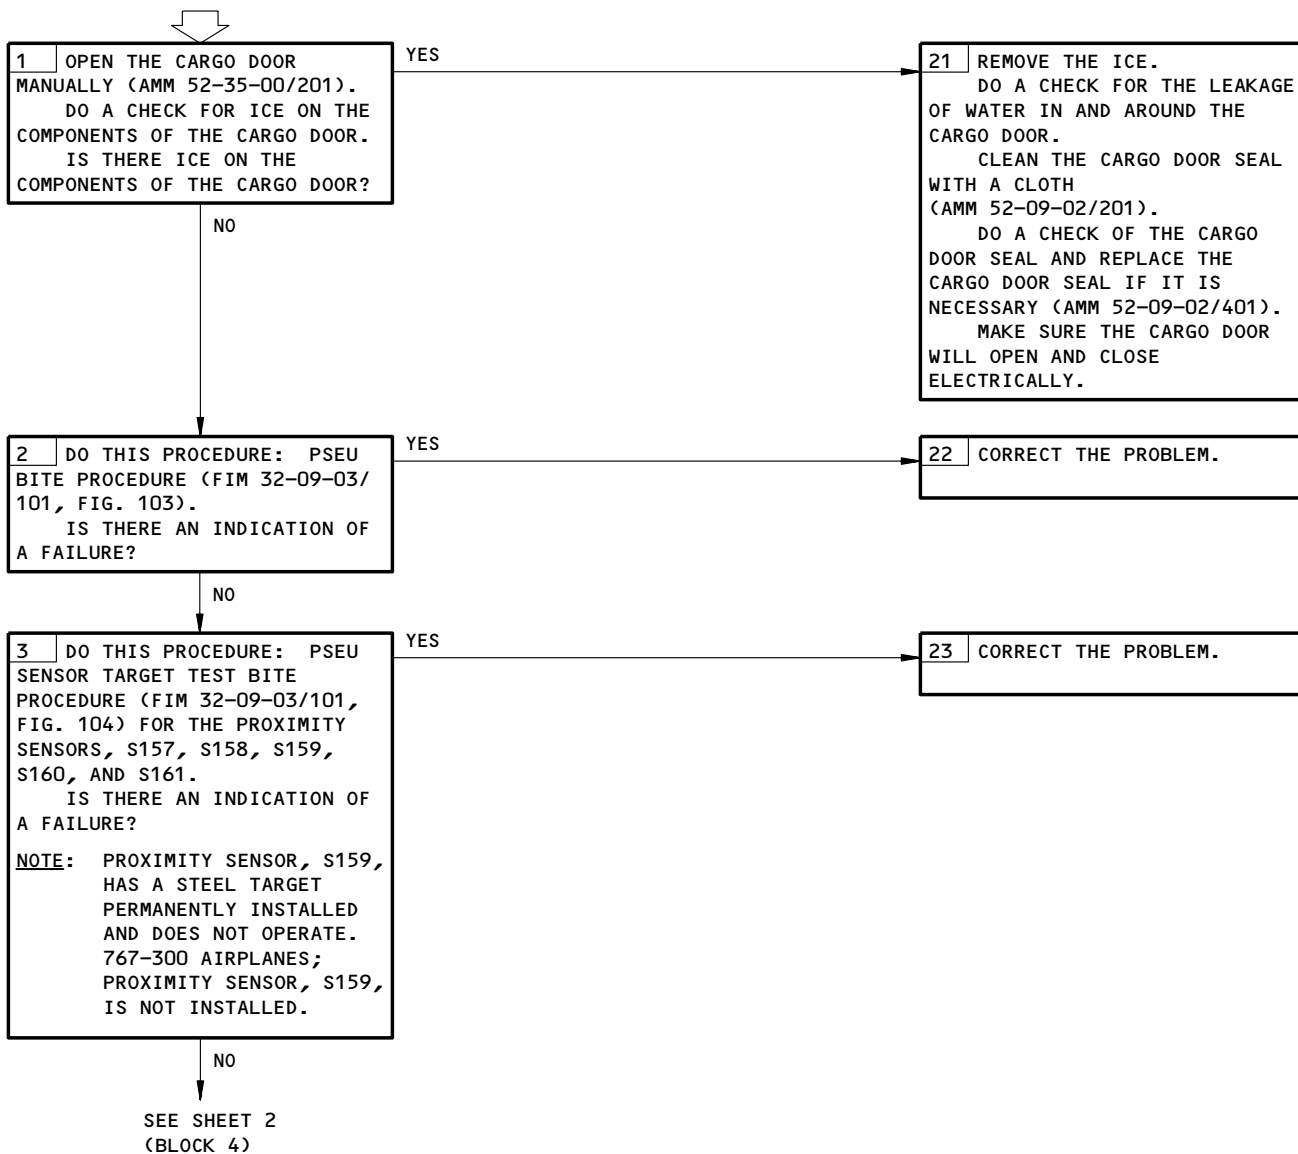 1 OPEN THE CARGO DOOR
MANUALLY (AMM 52-35-00/201).
DO A CHECK FOR ICE ON THE
COMPONENTS OF THE CARGO DOOR.
IS THERE ICE ON THE
COMPONENTS OF THE CARGO DOOR?
YES
21 REMOVE THE ICE.
DO A CHECK FOR THE LEAKAGE
OF WATER IN AND AROUND THE
CARGO DOOR.
CLEAN THE CARGO DOOR SEAL
WITH A CLOTH
(AMM 52-09-02/201).
DO A CHECK OF THE CARGO
DOOR SEAL AND REPLACE THE
CARGO DOOR SEAL IF IT IS
NECESSARY (AMM 52-09-02/401).
MAKE SURE THE CARGO DOOR
WILL OPEN AND CLOSE
ELECTRICALLY.
NO
2 DO THIS PROCEDURE: PSEU
BITE PROCEDURE (FIM 32-09-03/
101, FIG. 103).
IS THERE AN INDICATION OF
A FAILURE?
YES
22 CORRECT THE PROBLEM.
NO
3 DO THIS PROCEDURE: PSEU
SENSOR TARGET TEST BITE
PROCEDURE (FIM 32-09-03/101,
FIG. 104) FOR THE PROXIMITY
SENSORS, S157, S158, S159,
S160, AND S161.
IS THERE AN INDICATION OF
A FAILURE?
NOTE: PROXIMITY SENSOR, S159,
HAS A STEEL TARGET
PERMANENTLY INSTALLED
AND DOES NOT OPERATE.
767-300 AIRPLANES;
PROXIMITY SENSOR, S159,
IS NOT INSTALLED.
YES
23 CORRECT THE PROBLEM.
NO
SEE SHEET 2
(BLOCK 4)